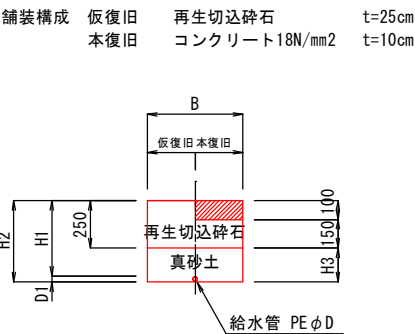 舗装構成 仮復旧 再生切込砕石 t=25cm
本復旧 コンクリート18N/mm2 t=10cm
B
仮復旧 本復旧
H2
H1
D1
250
100
150
H3
再生切込砕石
真砂土
給水管 PEφD